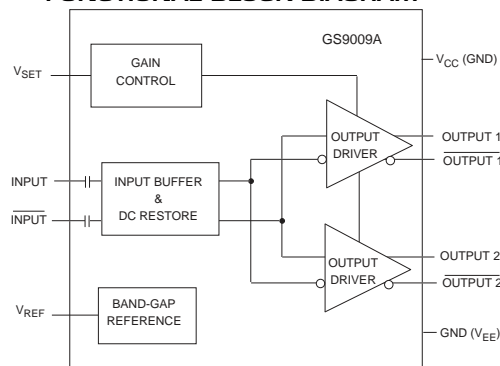 FUNCTIONAL BLOCK DIAGRAM
GS9009A
VSET
GAIN
CONTROL
VCC (GND)
OUTPUT
DRIVER
OUTPUT 1
OUTPUT 1
INPUT
INPUT
INPUT BUFFER
&
DC RESTORE
OUTPUT
DRIVER
OUTPUT 2
OUTPUT 2
VREF
BAND-GAP
REFERENCE
GND (VEE)